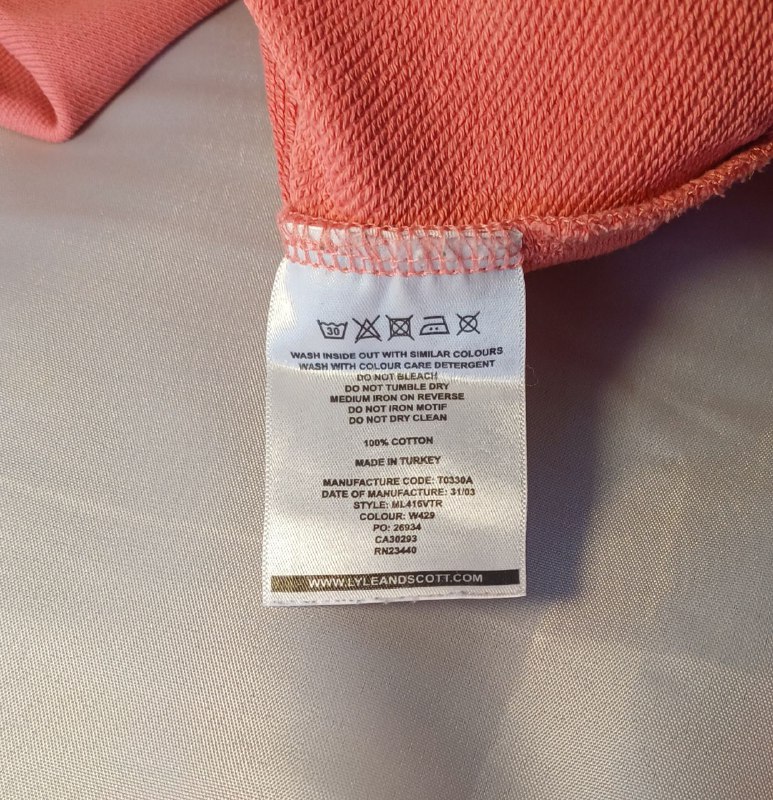 30
WASH INSIDE OUT WITH SIMILAR COLOURS
WASH WITH COLOUR CARE DETERGENT
DO NOT BLEACH
DO NOT TUMBLE DRY
MEDIUM IRON ON REVERSE
DO NOT IRON MOTIF
DO NOT DRY CLEAN
100% COTTON
MADE IN TURKEY
MANUFACTURE CODE: T0330A
DATE OF MANUFACTURE: 31/03
STYLE: ML416VTR
COLOUR: W429
PO: 26934
CA30293
RN23440
WWW.LYLEANDSCOTT.COM